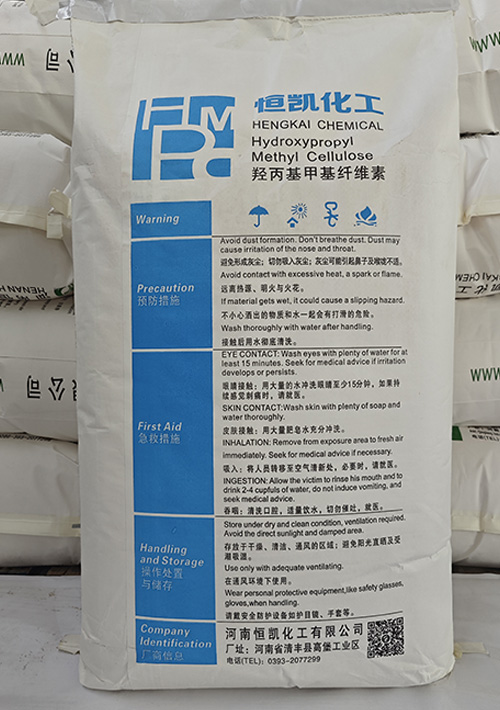 恒凯化工
HENGKAI CHEMICAL
Hydroxypropyl
Methyl Cellulose
羟丙基甲基纤维素
HPMC
Warning
Avoid dust formation. Don't breathe dust. Dust may
cause irritation of the nose and throat.
避免形成灰尘；切勿吸入灰尘；灰尘可能引起鼻子及喉咙不适。
Avoid contact with excessive heat, a spark or flame.
Precaution
预防措施
远离热源、明火与火花。
If material gets wet, it could cause a slipping hazard.
不小心洒出的物质和水一起会有打滑的危险。
Wash thoroughly with water after handling.
接触后用水彻底清洗。
EYE CONTACT: Wash eyes with plenty of water for at
least 15 minutes. Seek for medical advice if irritation
develops or persists.
眼睛接触：用大量的水冲洗眼睛至少15分钟，如果持
续感觉刺痛时，请就医。
SKIN CONTACT:Wash skin with plenty of soap and
water thoroughly.
First Aid
急救措施
皮肤接触：用大量肥皂水充分冲洗。
INHALATION: Remove from exposure area to fresh air
immediately. Seek for medical advice if necessary.
吸入：将人员转移至空气清新处，必要时，请就医。
INGESTION: Allow the victim to rinse his mouth and to
drink 2-4 cupfuls of water, do not induce vomiting, and
seek medical advice.
吞咽：清洗口腔，适量饮水，切勿催吐，就医。
Store under dry and clean condition, ventilation required.
Avoid the direct sunlight and damped area.
Handling
and Storage
操作处置
与储存
存放于干燥、清洁、通风的区域；避免阳光直晒及受
潮吸湿。
Use only with adequate ventilating.
在通风环境下使用。
Wear personal protective equipment,like safety glasses,
gloves,when handling.
请戴安全防护设备如护目镜、手套等。
Company
Identification
厂商信息
河南恒凯化工有限公司
厂址：河南省清丰县高堡工业区
电话(TEL)：0393-2077299
公司
WWW
限公司
HENAN H
WW
KAI CHEM